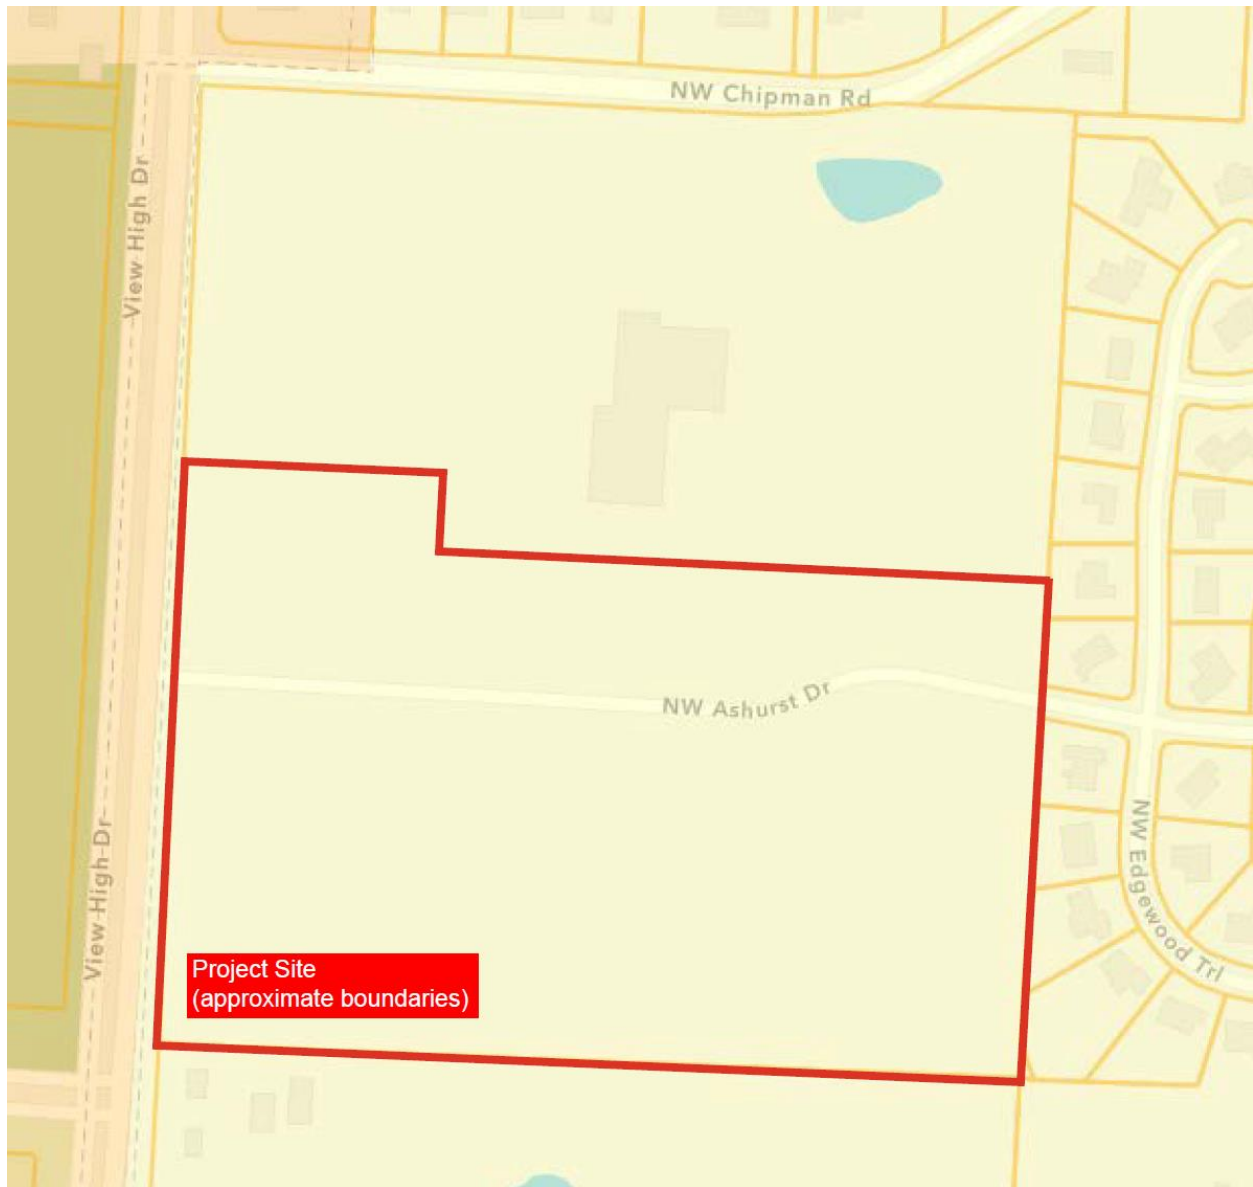 NW Chipman Rd
View High Dr
NW Ashurst Dr
View High Dr
NW Edgewood Trl
Project Site
(approximate boundaries)